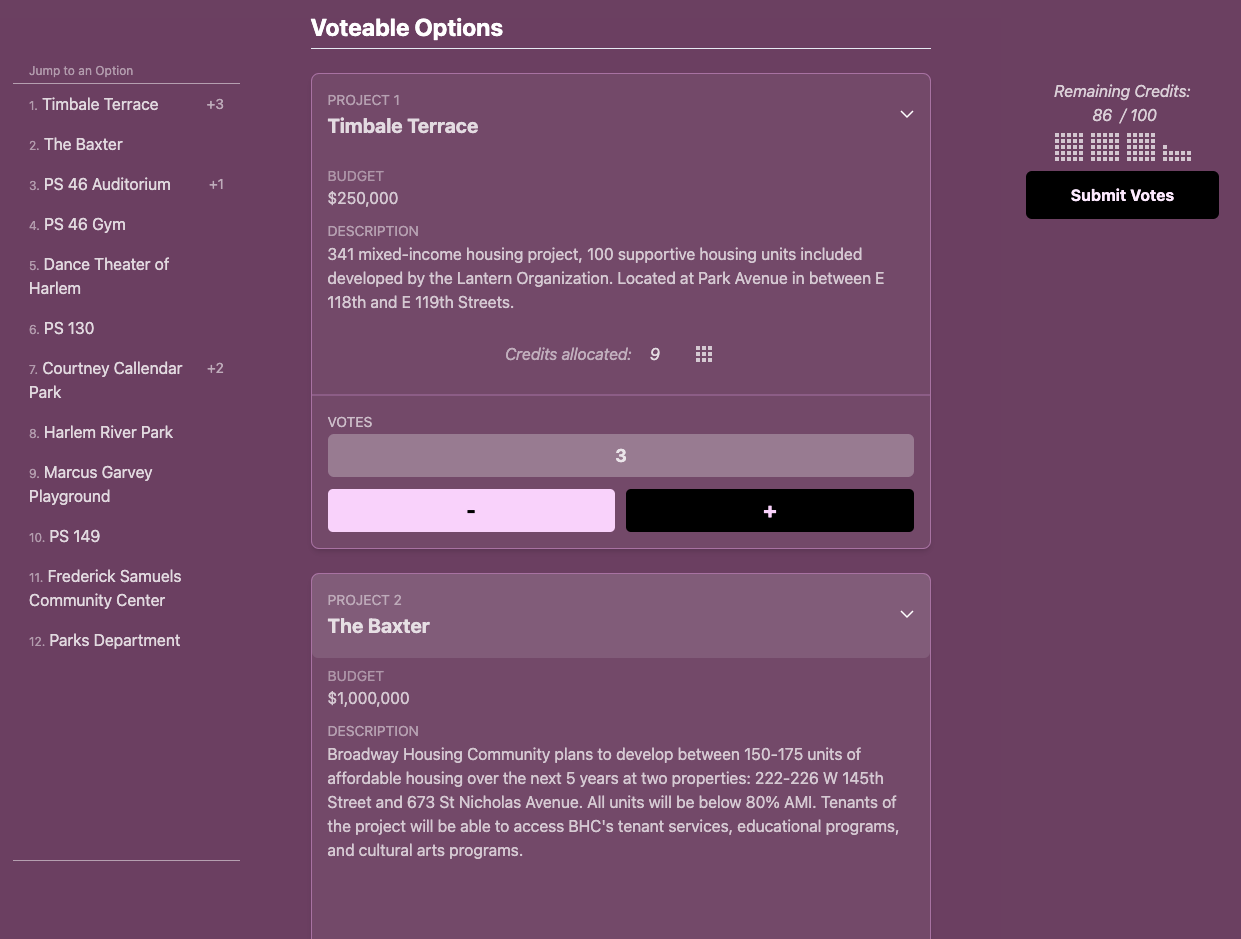 Voteable Options
Jump to an Option
1. Timbale Terrace +3
2. The Baxter
3. PS 46 Auditorium +1
4. PS 46 Gym
5. Dance Theater of
Harlem
6. PS 130
7. Courtney Callendar +2
Park
8. Harlem River Park
9. Marcus Garvey
Playground
10. PS 149
11. Frederick Samuels
Community Center
12. Parks Department
PROJECT 1
Timbale Terrace
BUDGET
$250,000
DESCRIPTION
341 mixed-income housing project, 100 supportive housing units included
developed by the Lantern Organization. Located at Park Avenue in between E
118th and E 119th Streets.
Credits allocated: 9
VOTES
3
- +
PROJECT 2
The Baxter
BUDGET
$1,000,000
DESCRIPTION
Broadway Housing Community plans to develop between 150-175 units of
affordable housing over the next 5 years at two properties: 222-226 W 145th
Street and 673 St Nicholas Avenue. All units will be below 80% AMI. Tenants of
the project will be able to access BHC's tenant services, educational programs,
and cultural arts programs.
Remaining Credits:
86 / 100
Submit Votes